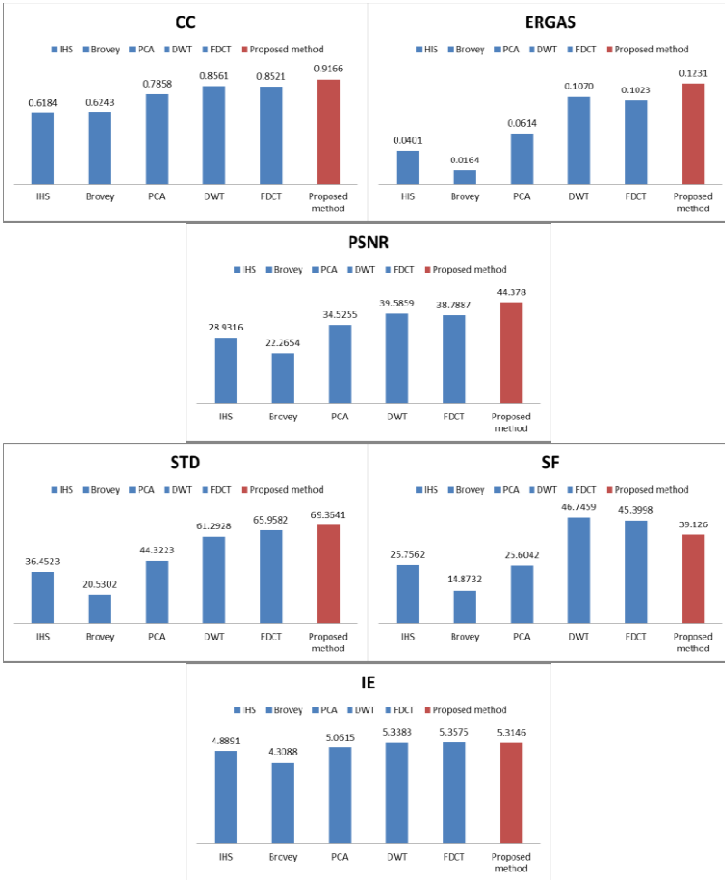 CC
IHS Brovey PCA DWT FDCT Proposed method
0.6184 0.6243 0.7858 0.8561 0.8521 0.9166
IHS Brovey PCA DWT FDCT Proposed
method
ERGAS
HIS Brovey PCA DWT FDCT Proposed method
0.0401 0.0164 0.0614 0.1070 0.1023 0.1231
HIS Brovey PCA DWT FDCT Proposed
method
PSNR
IHS Brovey PCA DWT FDCT Proposed method
28.9316 22.2654 34.5255 39.5859 38.7887 44.378
IHS Brovey PCA DWT FDCT Proposed
method
STD
IHS Brovey PCA DWT FDCT Proposed method
36.4523 20.5302 44.3223 61.2928 65.9582 69.3641
IHS Brovey PCA DWT FDCT Proposed
method
SF
IHS Brovey PCA DWT FDCT Proposed method
25.7562 14.8732 25.6042 46.7459 45.3998 39.126
IHS Brovey PCA DWT FDCT Proposed
method
IE
IHS Brovey PCA DWT FDCT Proposed method
4.8891 4.3088 5.0615 5.3383 5.3575 5.3146
IHS Brovey PCA DWT FDCT Proposed
method